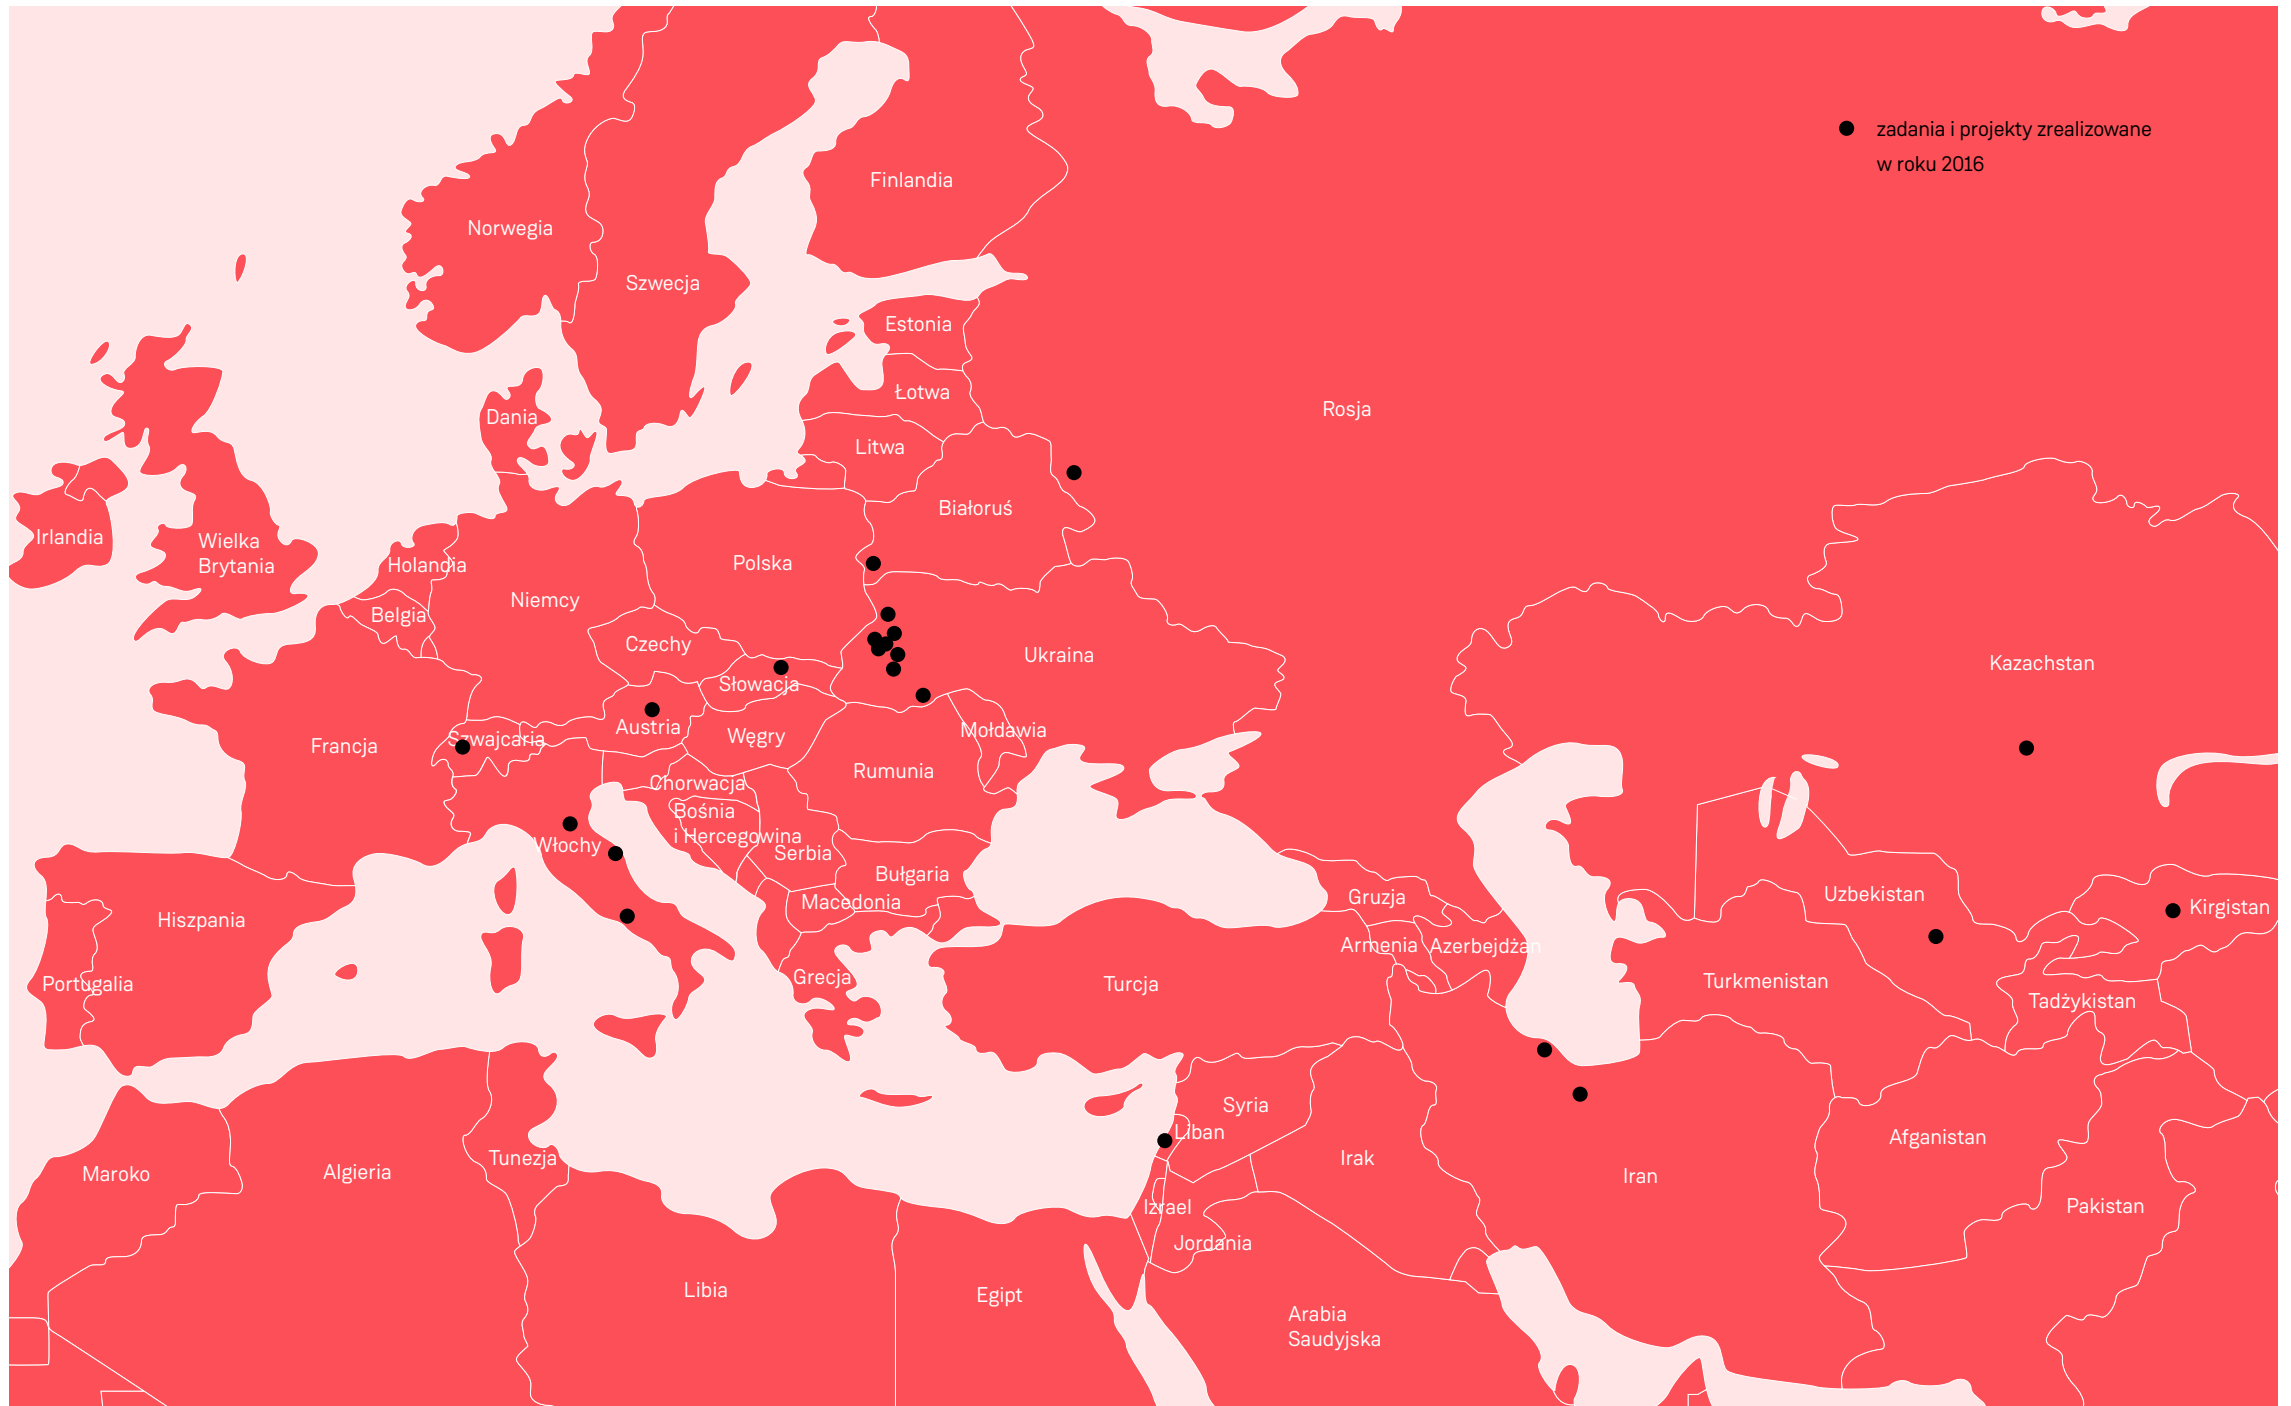 zadania i projekty zrealizowane
w roku 2016
Finlandia
Norwegia
Szwecja
Estonia
Łotwa
Rosja
Dania
Litwa
Białoruś
Irlandia
Wielka
Brytania
Holandia
Polska
Niemcy
Belgia
Czechy
Ukraina
Kazachstan
Słowacja
Austria
Mołdawia
Szwajcaria
Węgry
Francja
Rumunia
Chorwacja
Bośnia
i Hercegowina
Włochy
Serbia
Bułgaria
Gruzja
Uzbekistan
Macedonia
Kirgistan
Hiszpania
Armenia
Azerbejdżan
Grecja
Turcja
Turkmenistan
Portugalia
Tadżykistan
Syria
Liban
Afganistan
Tunezja
Irak
Algieria
Maroko
Iran
Izrael
Pakistan
Jordania
Libia
Egipt
Arabia
Saudyjska